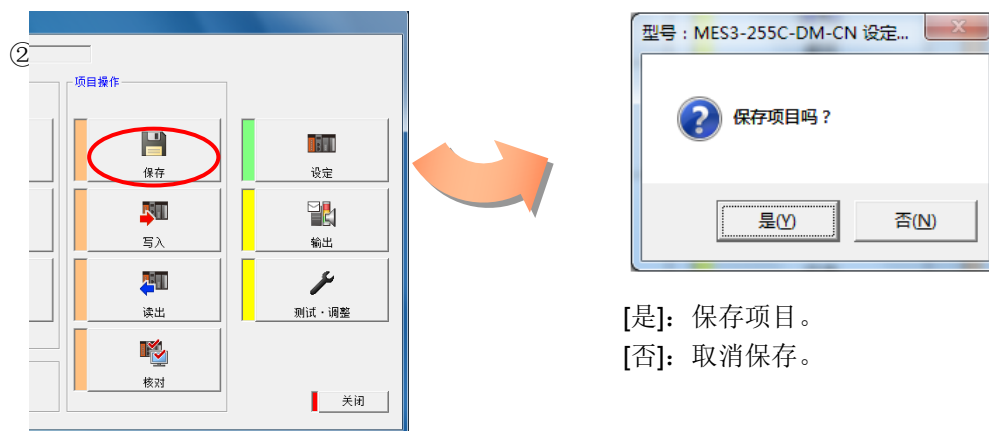 ②
项目操作
保存
设定
写入
输出
读出
测试・调整
核对
关闭
型号：MES3-255C-DM-CN 设定...
保存项目吗？
是(Y)
否(N)
[是]：保存项目。
[否]：取消保存。